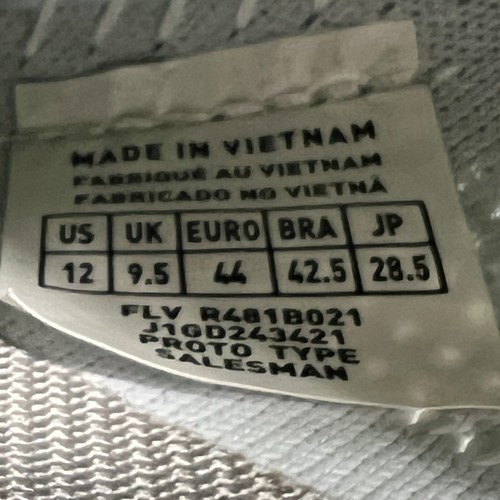 MADE IN VIETNAM
FABRIQUÉ AU VIETNAM
FABRICADO NO VIETNÃ
US UK EURO BRA JP
12 9.5 44 42.5 28.5
FLV R481B021
J1GD243421
PROTO TYPE
SALESMAN